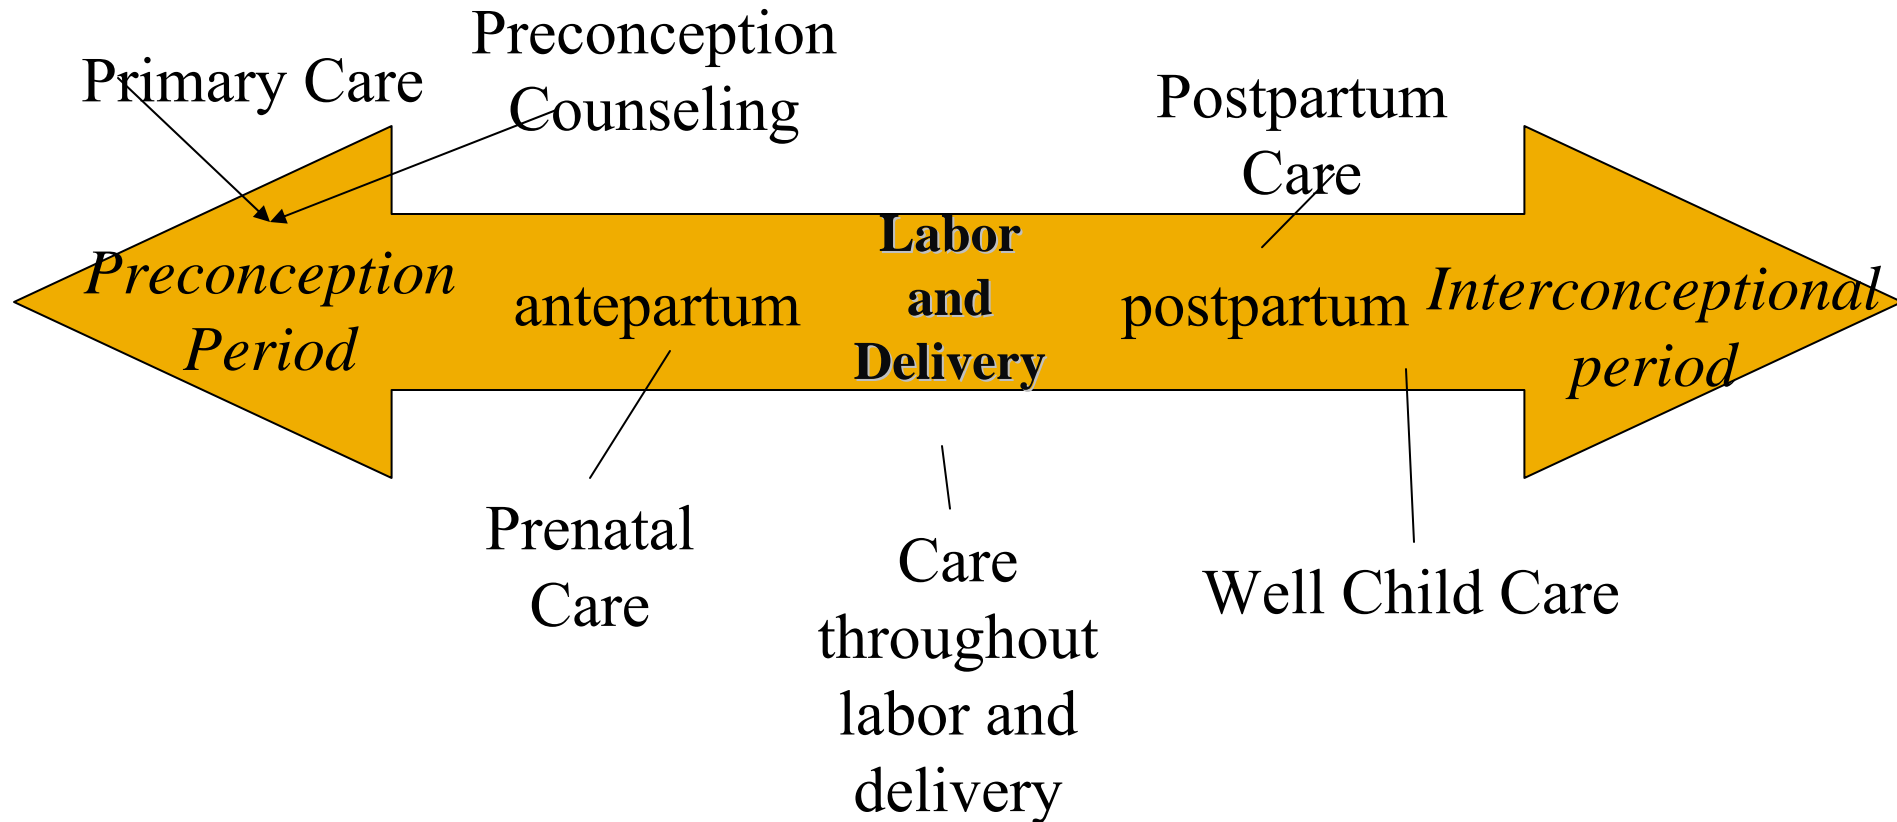 Primary Care
Preconception
Counseling
Postpartum
Care
Preconception
Period
antepartum
Labor
and
Delivery
postpartum
Interconceptional
period
Prenatal
Care
Care
throughout
labor and
delivery
Well Child Care